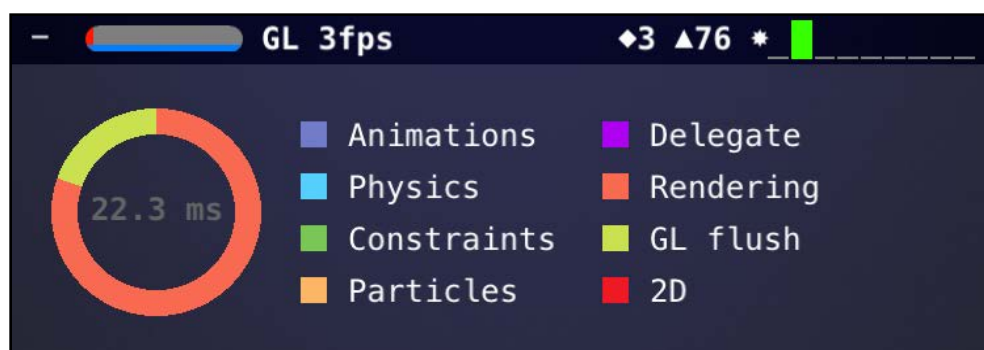 – GL 3fps ◆3 ▲76 ✸
22.3 ms
Animations
Physics
Constraints
Particles
Delegate
Rendering
GL flush
2D